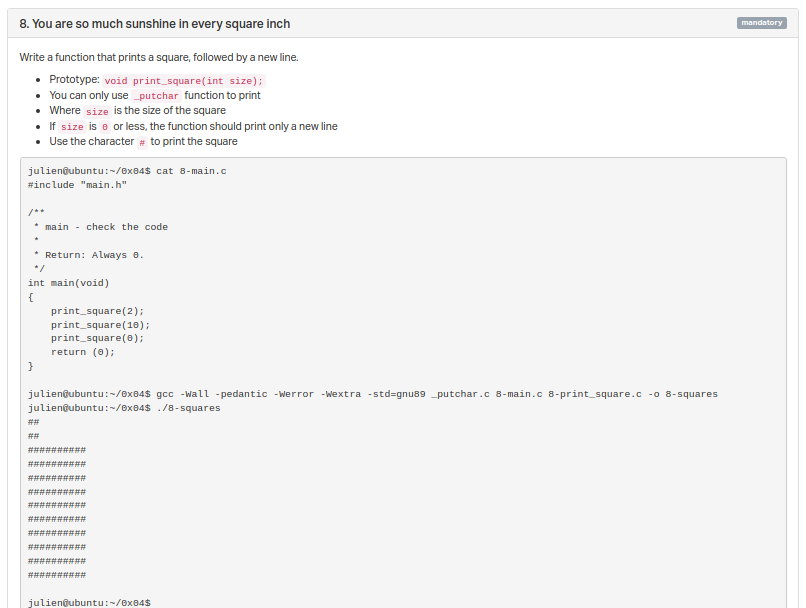 8. You are so much sunshine in every square inch
mandatory
Write a function that prints a square, followed by a new line.
• Prototype: void print_square(int size);
• You can only use _putchar function to print
• Where size is the size of the square
• If size is 0 or less, the function should print only a new line
• Use the character # to print the square
julien@ubuntu:~/0x04$ cat 8-main.c
#include "main.h"

/**
 * main - check the code
 *
 * Return: Always 0.
 */
int main(void)
{
    print_square(2);
    print_square(10);
    print_square(0);
    return (0);
}

julien@ubuntu:~/0x04$ gcc -Wall -pedantic -Werror -Wextra -std=gnu89 _putchar.c 8-main.c 8-print_square.c -o 8-squares
julien@ubuntu:~/0x04$ ./8-squares
##
##
##########
##########
##########
##########
##########
##########
##########
##########
##########
##########

julien@ubuntu:~/0x04$